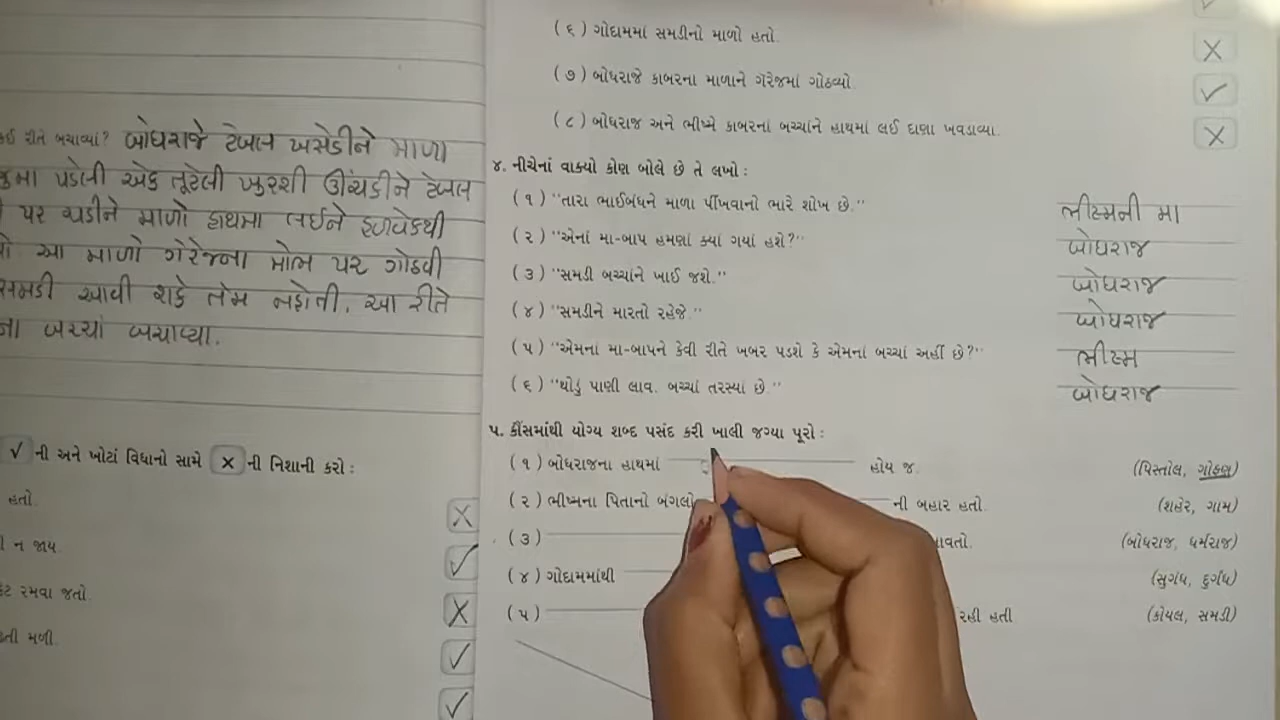 કઈ રીતે બચાવ્યાં? બોધરાજે ટેબલ ખસેડીને માળા
પડેલી એક તૂટેલી ખુરશી ઊંચકીને ટેબલ
પર ચડીને માળો હાથમા લઈને હળવેકથી
આ માળો ગેરેજના મોભ પર ગોઠવી
સમડી આવી શકે તેમ નહોતી. આ રીતે
ના બચ્ચાં બચાવ્યા.
✓ ની અને ખોટાં વિધાનો સામે × ની નિશાની કરો :
હતો. ×
ન જાય ✓
રમવા જતો. ×
મળી. ✓
✓
✓
(૬) ગોદામમાં સમડીનો માળો હતો. ×
(૭) બોધરાજે કાબરના માળાને ગૅરેજમાં ગોઠવ્યો. ✓
(૮) બોધરાજ અને ભીષ્મે કાબરના બચ્ચાંને હાથમાં લઈ દાણા ખવડાવ્યા. ×
૪. નીચેનાં વાક્યો કોણ બોલે છે તે લખો :
(૧) "તારા ભાઈબંધને માળા પીંખવાનો ભારે શોખ છે." ભીષ્મની મા
(૨) "એનાં મા-બાપ હમણાં ક્યાં ગયાં હશે?" બોધરાજ
(૩) "સમડી બચ્ચાંને ખાઈ જશે." બોધરાજ
(૪) "સમડીને મારતો રહેજે." બોધરાજ
(૫) "એમના મા-બાપને કેવી રીતે ખબર પડશે કે એમનાં બચ્ચાં અહીં છે?" ભીષ્મ
(૬) "થોડું પાણી લાવ. બચ્ચાં તરસ્યાં છે." બોધરાજ
૫. કૌંસમાંથી યોગ્ય શબ્દ પસંદ કરી ખાલી જગ્યા પૂરો :
(૧) બોધરાજના હાથમાં હોય જ. (પિસ્તોલ, ગોફણ)
(૨) ભીષ્મના પિતાનો બંગલો ની બહાર હતો. (શહેર, ગામ)
(૩) (બોધરાજ, ધર્મરાજ)
(૪) ગોદામમાંથી (સુગંધ, દુર્ગંધ)
(૫) રહી હતી (કોયલ, સમડી)